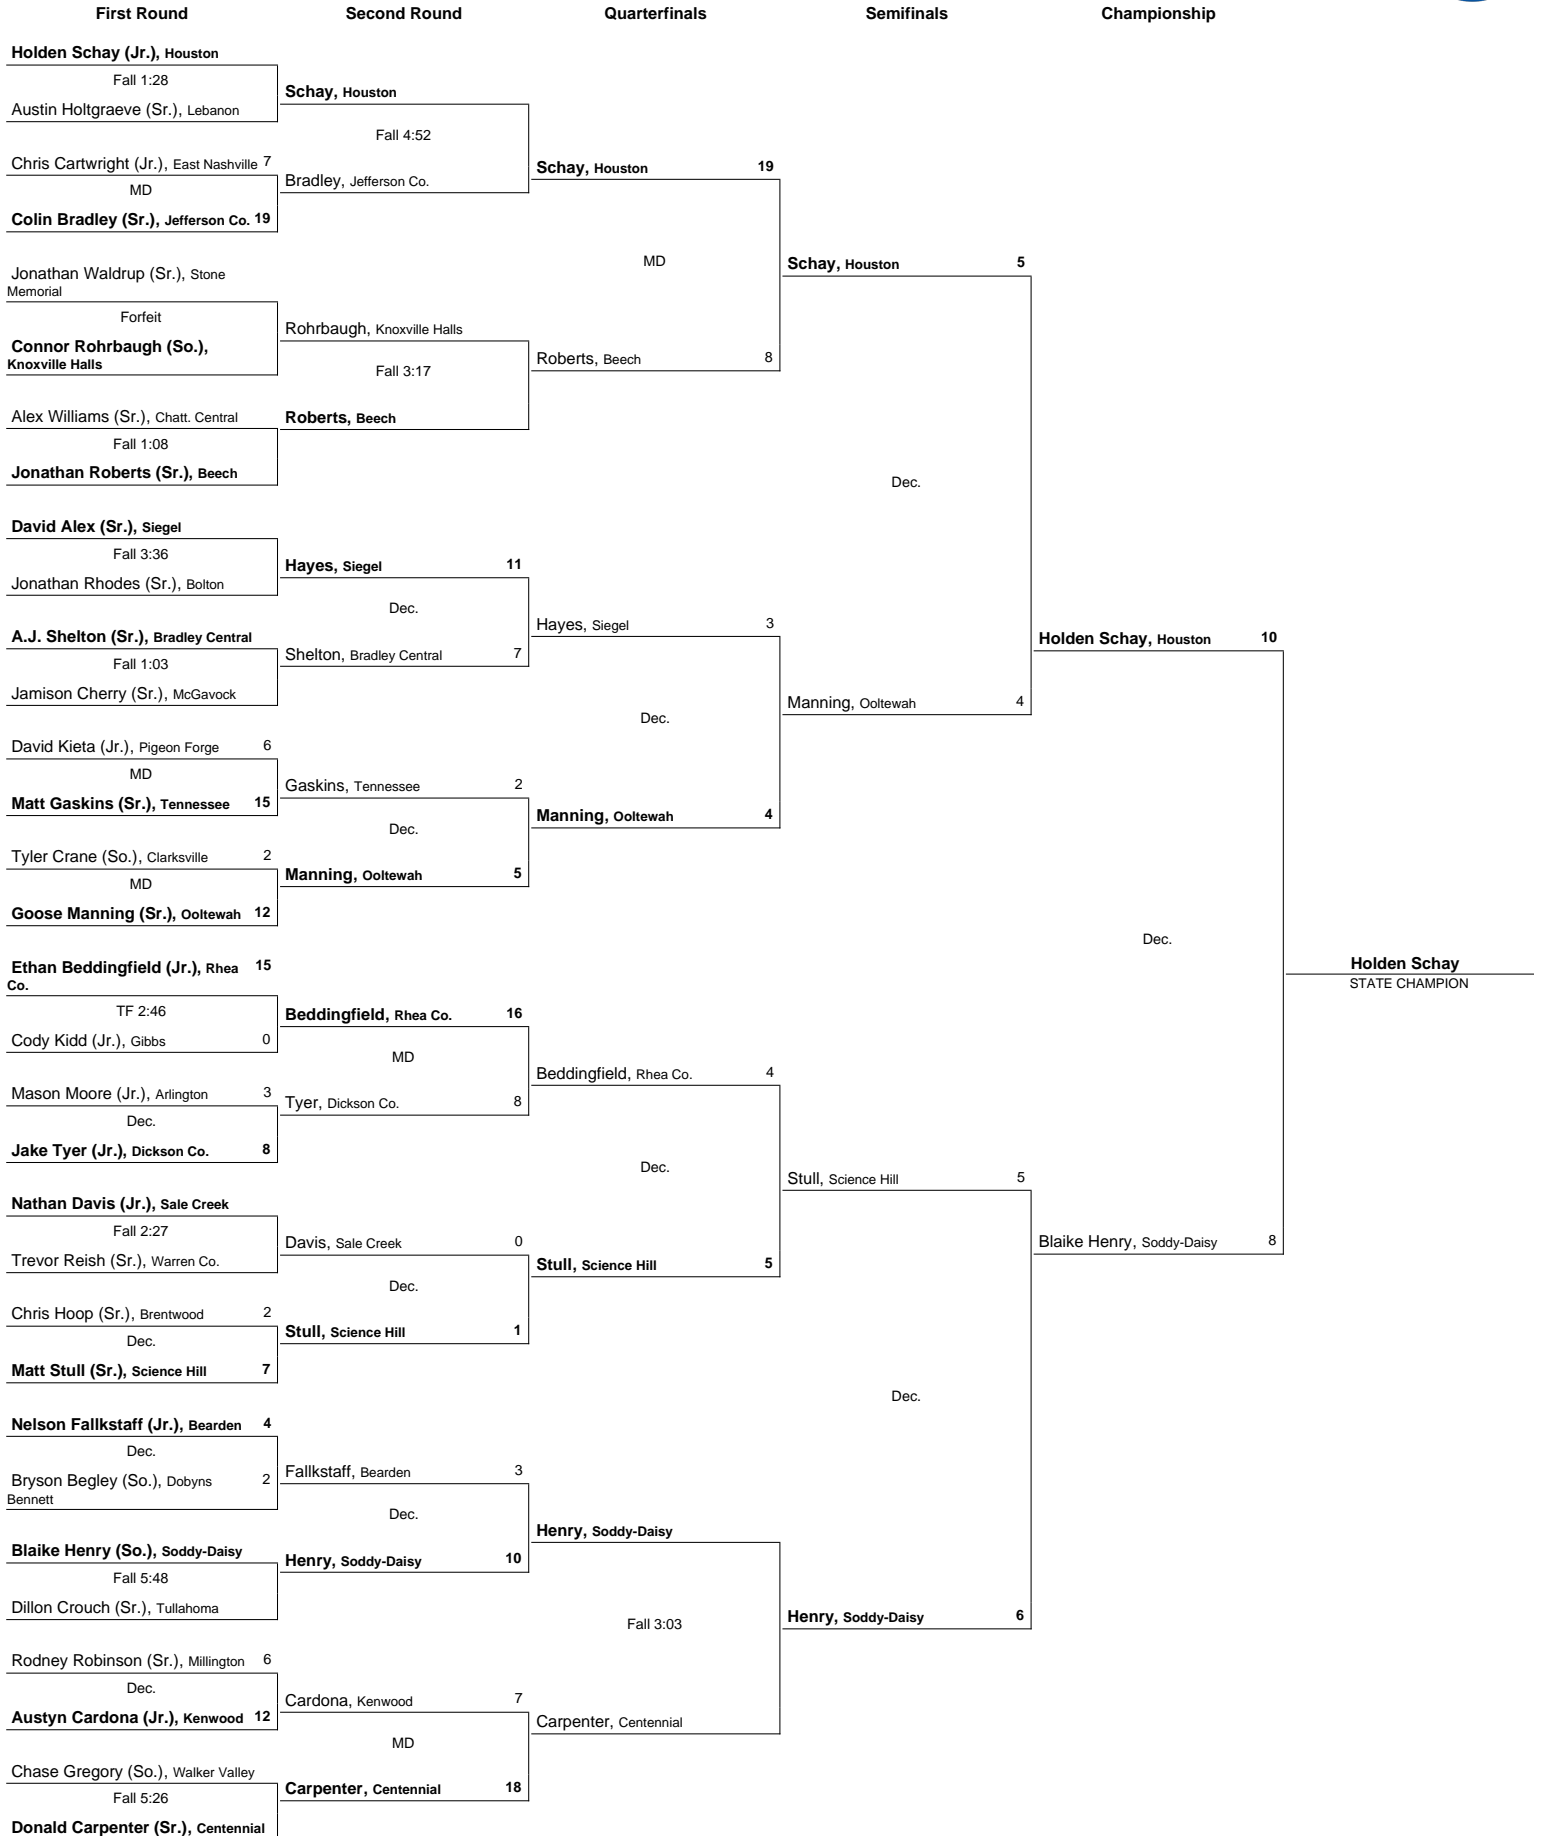 First Round
Second Round
Quarterfinals
Semifinals
Championship
Holden Schay (Jr.), Houston
Fall 1:28
Austin Holtgraeve (Sr.), Lebanon
Chris Cartwright (Jr.), East Nashville 7
MD
Colin Bradley (Sr.), Jefferson Co. 19
Jonathan Waldrup (Sr.), Stone
Memorial
Forfeit
Connor Rohrbaugh (So.),
Knoxville Halls
Alex Williams (Sr.), Chatt. Central
Fall 1:08
Jonathan Roberts (Sr.), Beech
David Alex (Sr.), Siegel
Fall 3:36
Jonathan Rhodes (Sr.), Bolton
A.J. Shelton (Sr.), Bradley Central
Fall 1:03
Jamison Cherry (Sr.), McGavock
David Kieta (Jr.), Pigeon Forge 6
MD
Matt Gaskins (Sr.), Tennessee 15
Tyler Crane (So.), Clarksville 2
MD
Goose Manning (Sr.), Ooltewah 12
Ethan Beddingfield (Jr.), Rhea 15
Co.
TF 2:46
Cody Kidd (Jr.), Gibbs 0
Mason Moore (Jr.), Arlington 3
Dec.
Jake Tyer (Jr.), Dickson Co. 8
Nathan Davis (Jr.), Sale Creek
Fall 2:27
Trevor Reish (Sr.), Warren Co.
Chris Hoop (Sr.), Brentwood 2
Dec.
Matt Stull (Sr.), Science Hill 7
Nelson Fallkstaff (Jr.), Bearden 4
Dec.
Bryson Begley (So.), Dobyns 2
Bennett
Blaike Henry (So.), Soddy-Daisy
Fall 5:48
Dillon Crouch (Sr.), Tullahoma
Rodney Robinson (Sr.), Millington 6
Dec.
Austyn Cardona (Jr.), Kenwood 12
Chase Gregory (So.), Walker Valley
Fall 5:26
Donald Carpenter (Sr.), Centennial
Schay, Houston
Fall 4:52
Bradley, Jefferson Co.
Rohrbaugh, Knoxville Halls
Fall 3:17
Roberts, Beech
Hayes, Siegel 11
Dec.
Shelton, Bradley Central 7
Gaskins, Tennessee 2
Dec.
Manning, Ooltewah 5
Beddingfield, Rhea Co. 16
MD
Tyer, Dickson Co. 8
Davis, Sale Creek 0
Dec.
Stull, Science Hill 1
Fallkstaff, Bearden 3
Dec.
Henry, Soddy-Daisy 10
Cardona, Kenwood 7
MD
Carpenter, Centennial 18
Schay, Houston 19
MD
Roberts, Beech 8
Hayes, Siegel 3
Dec.
Manning, Ooltewah 4
Beddingfield, Rhea Co. 4
Dec.
Stull, Science Hill 5
Henry, Soddy-Daisy
Fall 3:03
Carpenter, Centennial
Schay, Houston 5
Dec.
Manning, Ooltewah 4
Stull, Science Hill 5
Dec.
Henry, Soddy-Daisy 6
Holden Schay, Houston 10
Dec.
Blaike Henry, Soddy-Daisy 8
Holden Schay
STATE CHAMPION